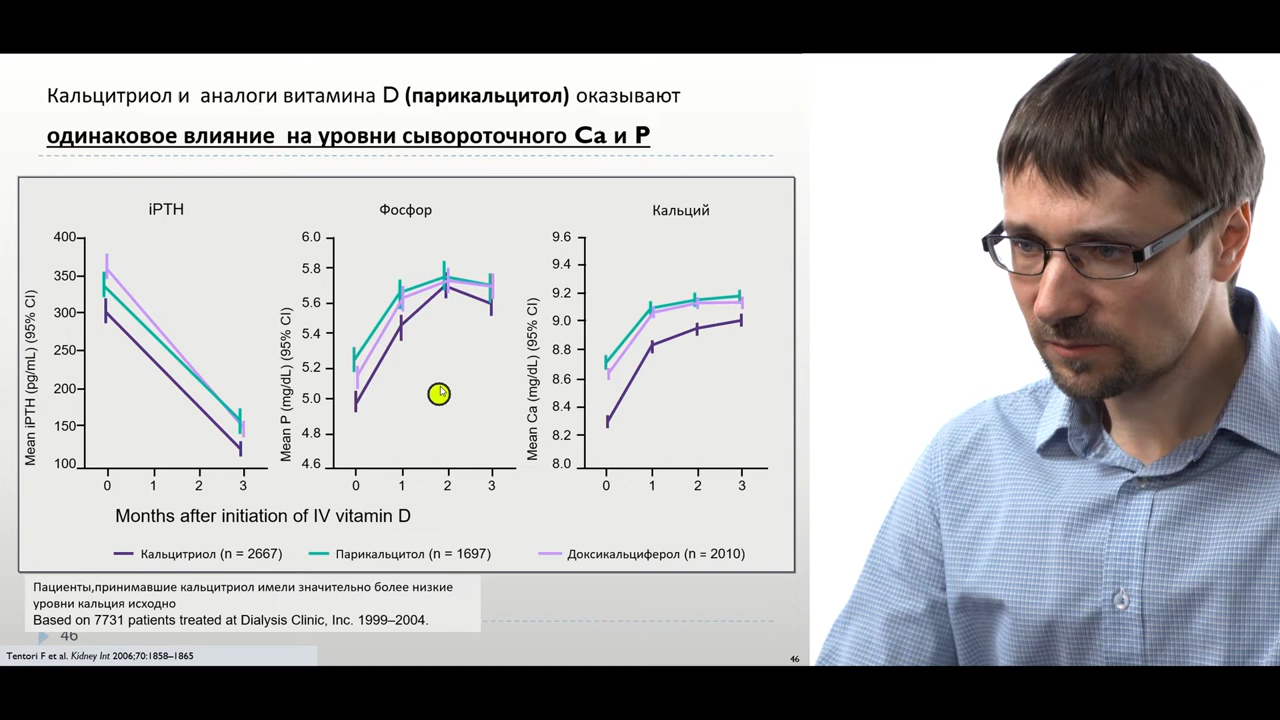 Кальцитриол и аналоги витамина D (парикальцитол) оказывают
одинаковое влияние на уровни сывороточного Ca и P
iPTH
Фосфор
Кальций
Mean iPTH (pg/mL) (95% CI)
400
350
300
250
200
150
100
0 1 2 3
Mean P (mg/dL) (95% CI)
6.0
5.8
5.6
5.4
5.2
5.0
4.8
4.6
0 1 2 3
Mean Ca (mg/dL) (95% CI)
9.6
9.4
9.2
9.0
8.8
8.6
8.4
8.2
8.0
0 1 2 3
Months after initiation of IV vitamin D
Кальцитриол (n = 2667)
Парикальцитол (n = 1697)
Доксикальциферол (n = 2010)
Пациенты,принимавшие кальцитриол имели значительно более низкие
уровни кальция исходно
Based on 7731 patients treated at Dialysis Clinic, Inc. 1999–2004.
46
Tentori F et al. Kidney Int 2006;70:1858–1865
46